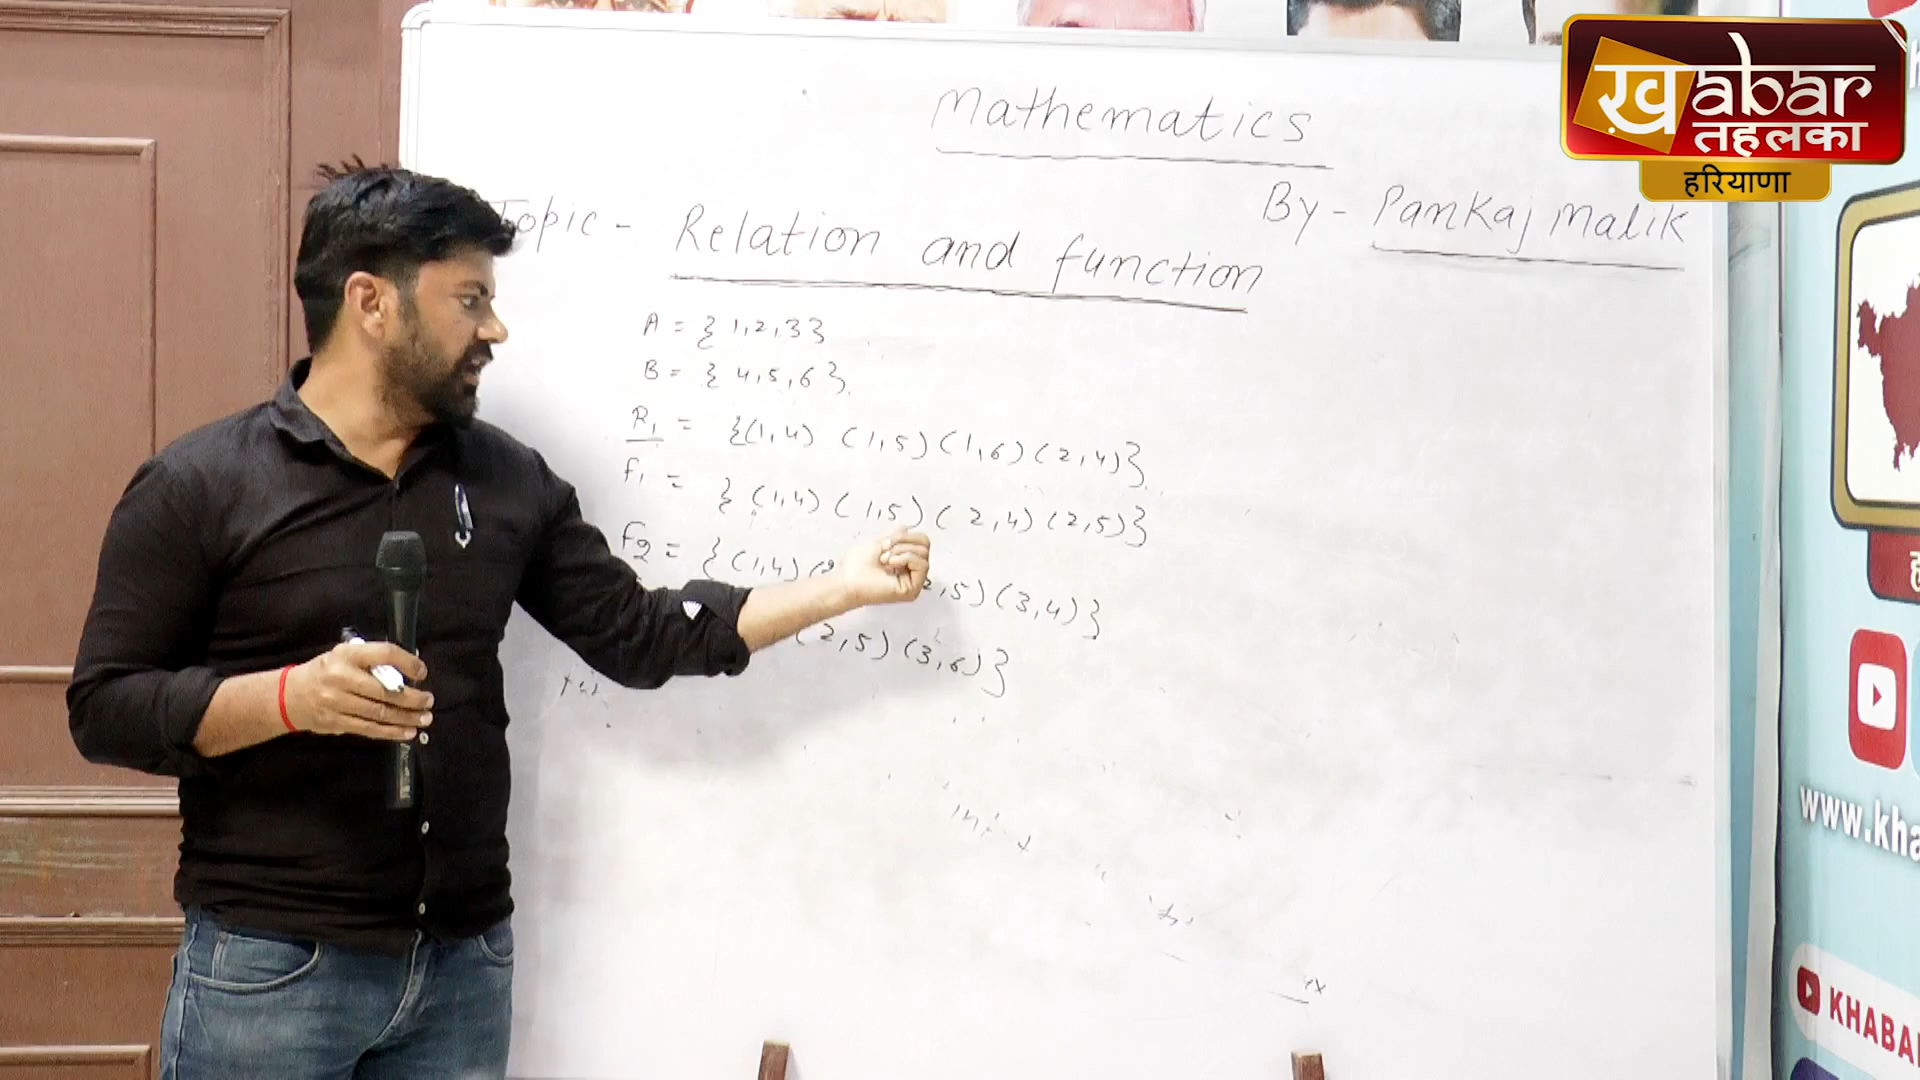 Mathematics
By - Pankaj Malik
Topic - Relation and function
A = { 1,2,3}
B = { 4,5,6}
R1 = {(1,4) (1,5) (1,6) (2,4)}
f1 = { (1,4) (1,5) (2,4) (2,5)}
F2 = {(1,4) ,5) (3,4)}
(2,5) (3,6)}
ख़abar
तहलका
हरियाणा
www.kha
KHABA